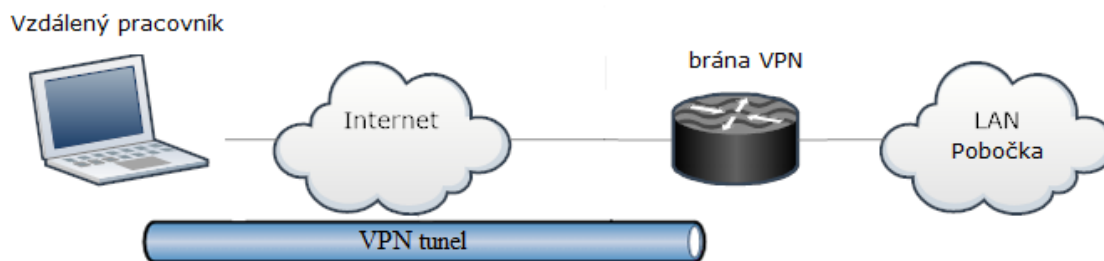 Vzdálený pracovník
brána VPN
Internet
LAN
Pobočka
VPN tunel